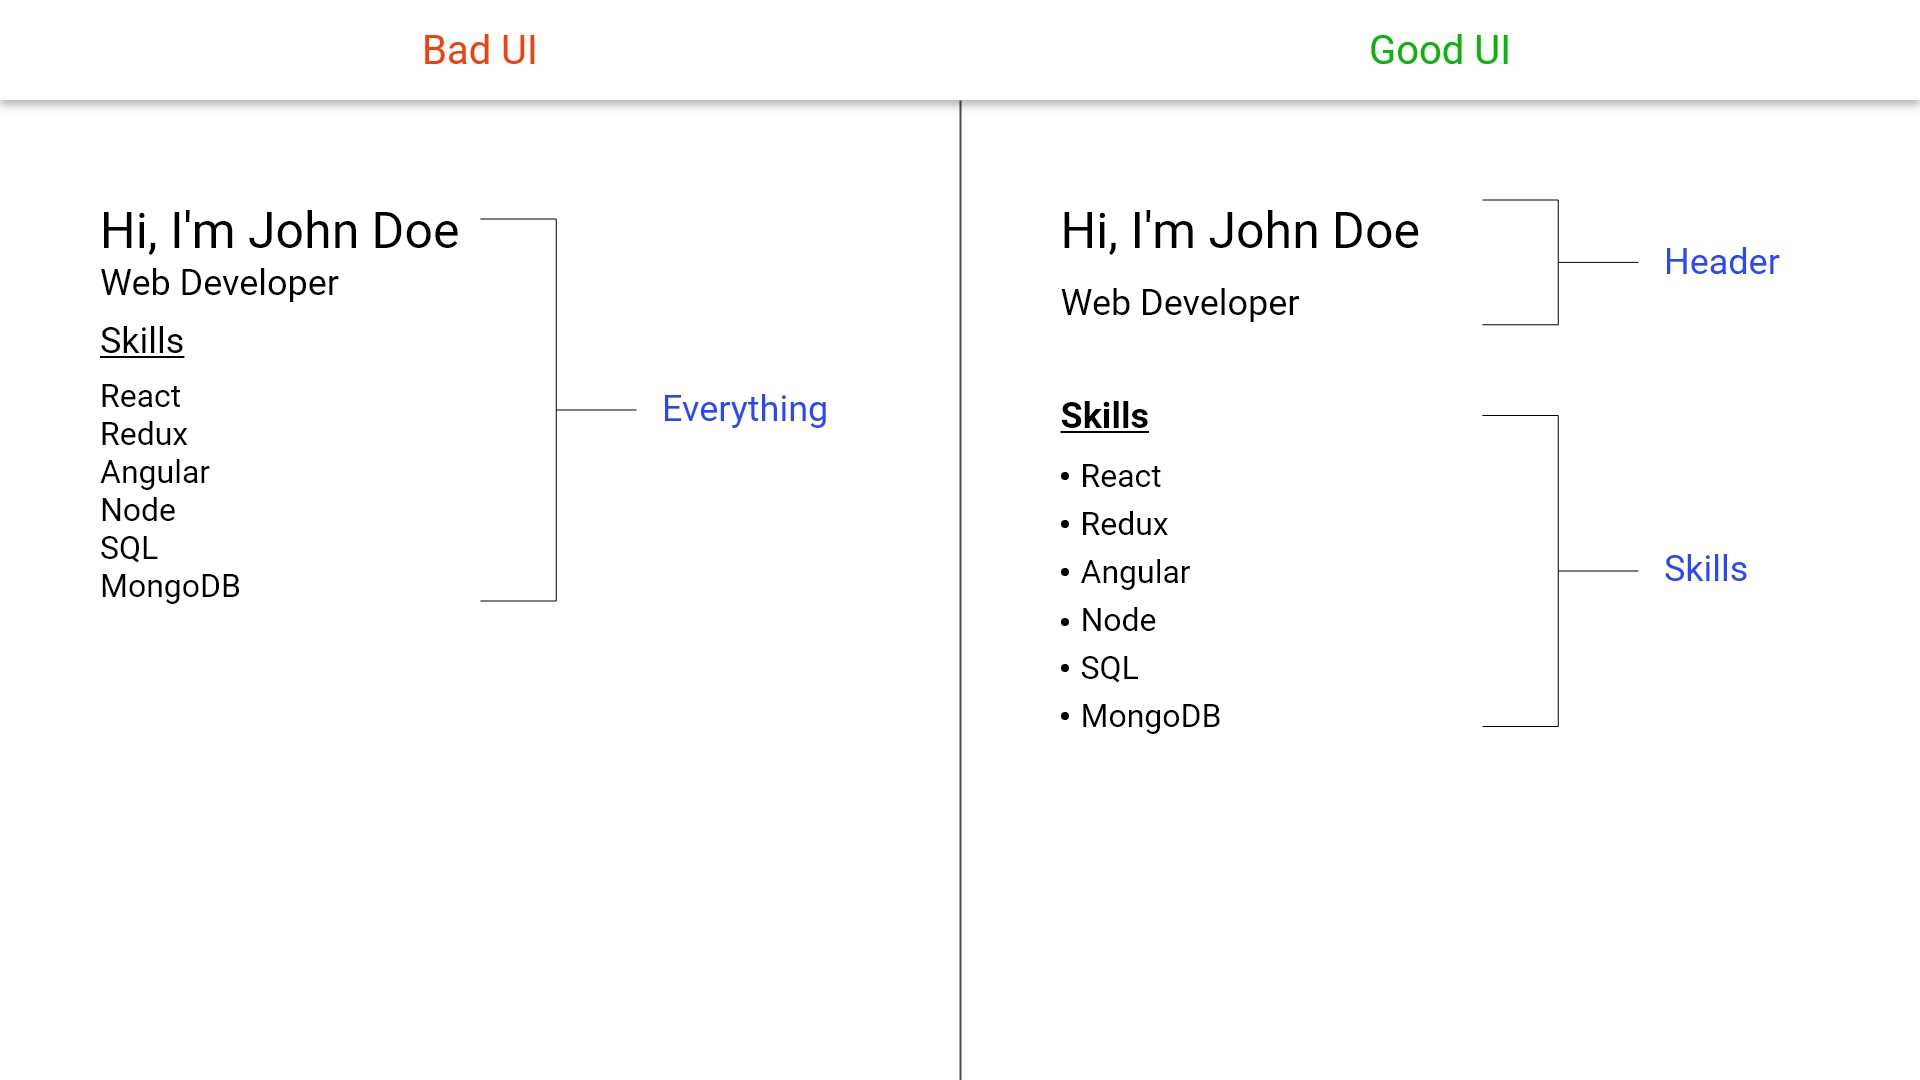 Bad UI
Good UI
Hi, I'm John Doe
Web Developer
Skills
React
Redux
Angular
Node
SQL
MongoDB
Everything
Hi, I'm John Doe
Web Developer
Header
Skills
• React
• Redux
• Angular
• Node
• SQL
• MongoDB
Skills